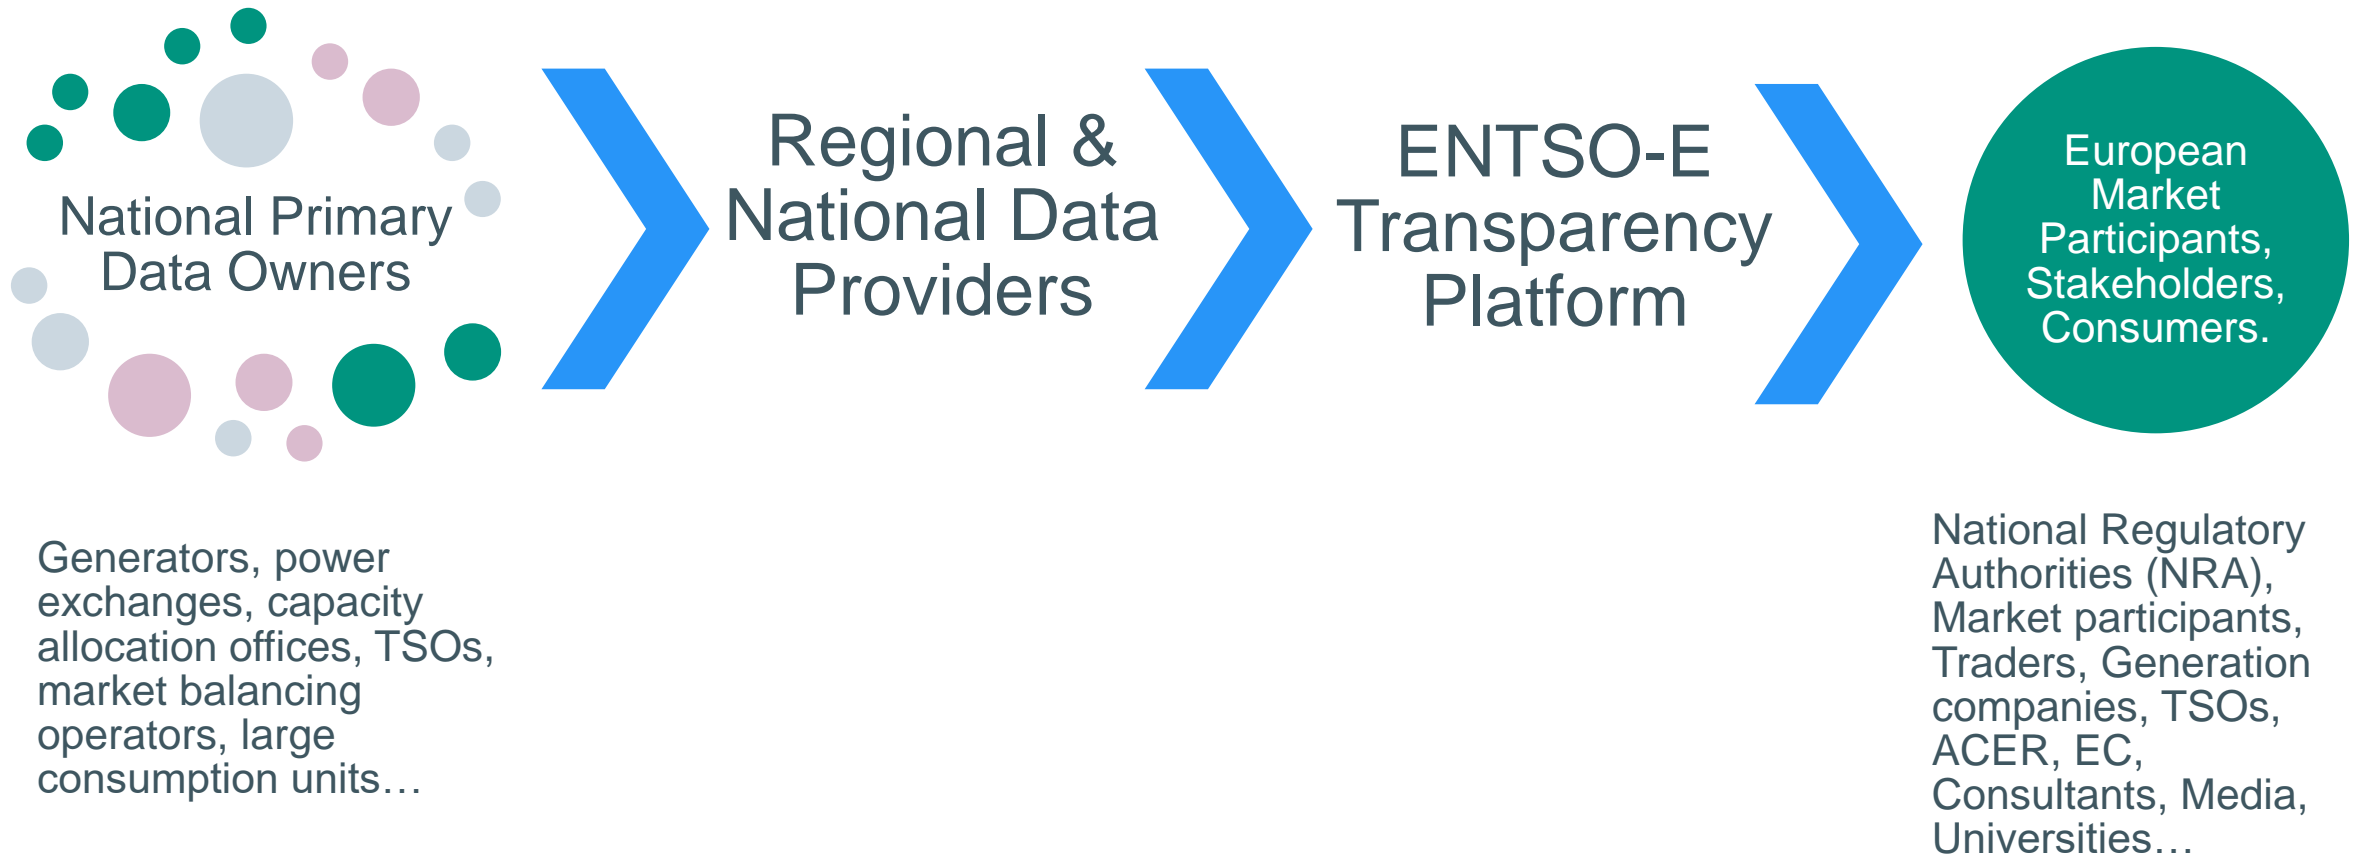 National Primary
Data Owners
Regional &
National Data
Providers
ENTSO-E
Transparency
Platform
European
Market
Participants,
Stakeholders,
Consumers.
Generators, power
exchanges, capacity
allocation offices, TSOs,
market balancing
operators, large
consumption units…
National Regulatory
Authorities (NRA),
Market participants,
Traders, Generation
companies, TSOs,
ACER, EC,
Consultants, Media,
Universities…